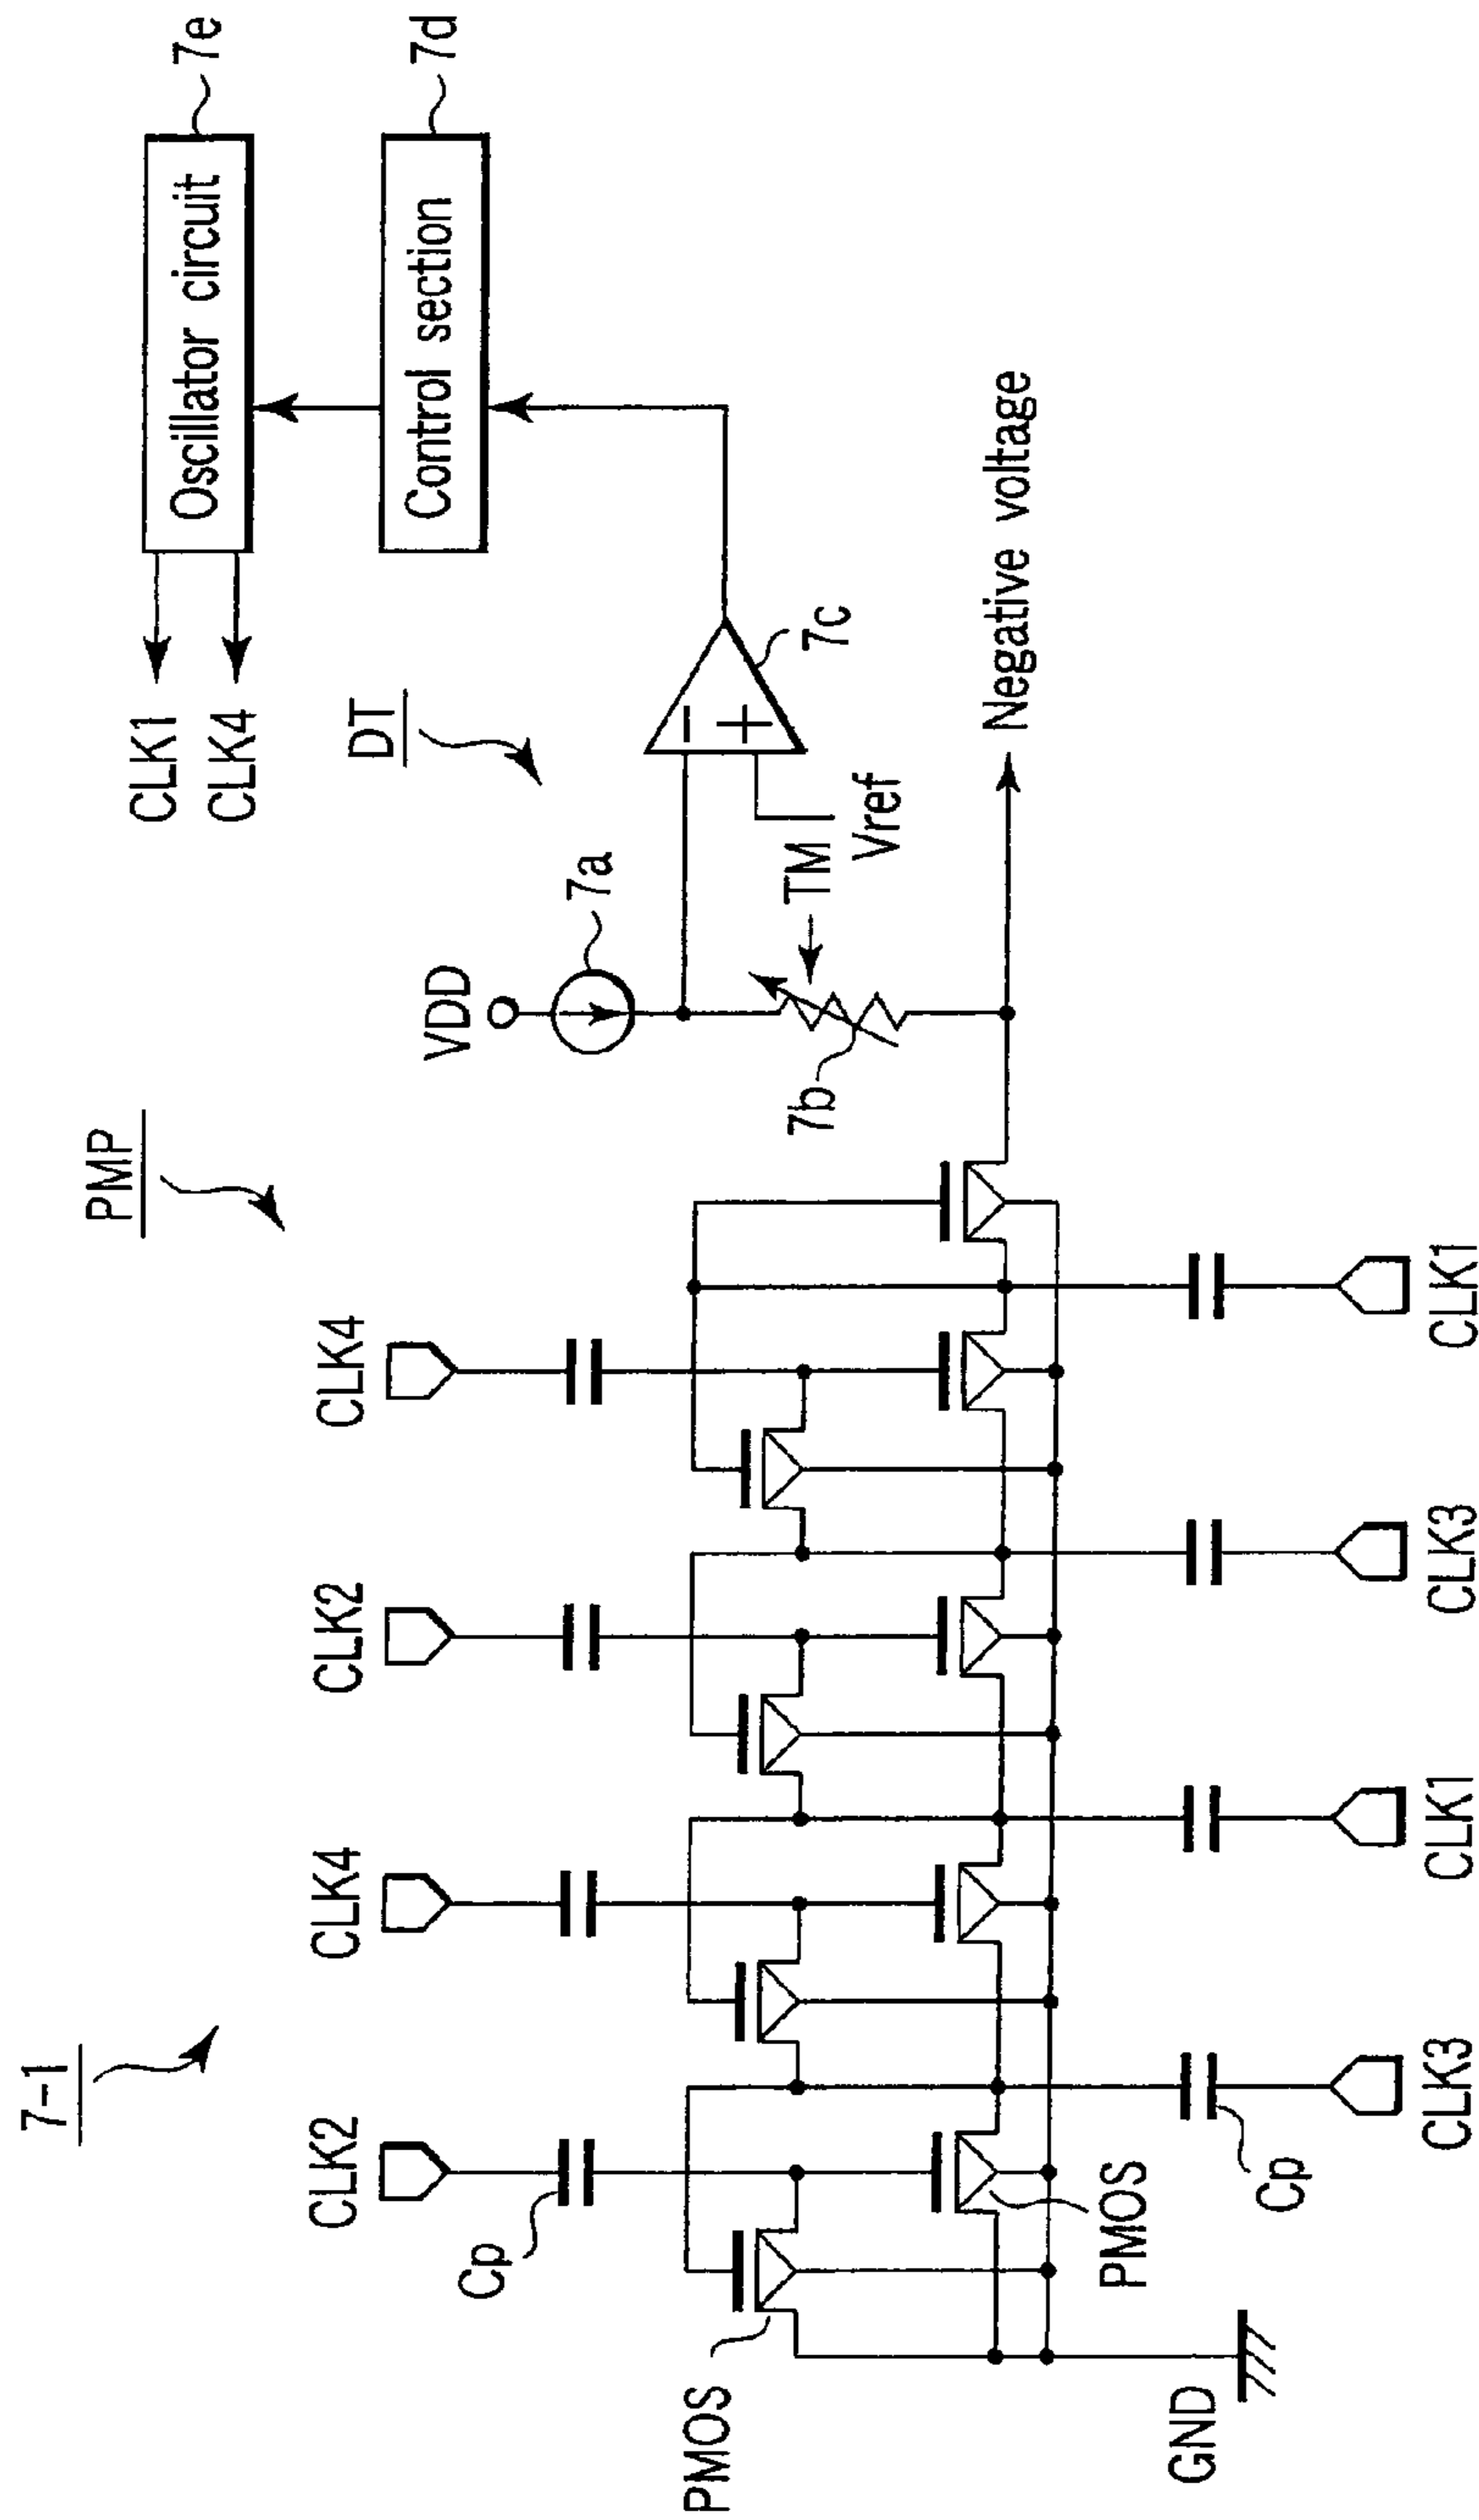 7-1
PMP
CLK1
CLK4
Oscillator circuit
7e
CLK2
CLK4
CLK2
CLK4
DT
Control section
7d
Cp
VDD
7a
7c
PMOS
7b
TM
Vref
Negative voltage
PMOS
GND
Cp
CLK3
CLK1
CLK3
CLK1